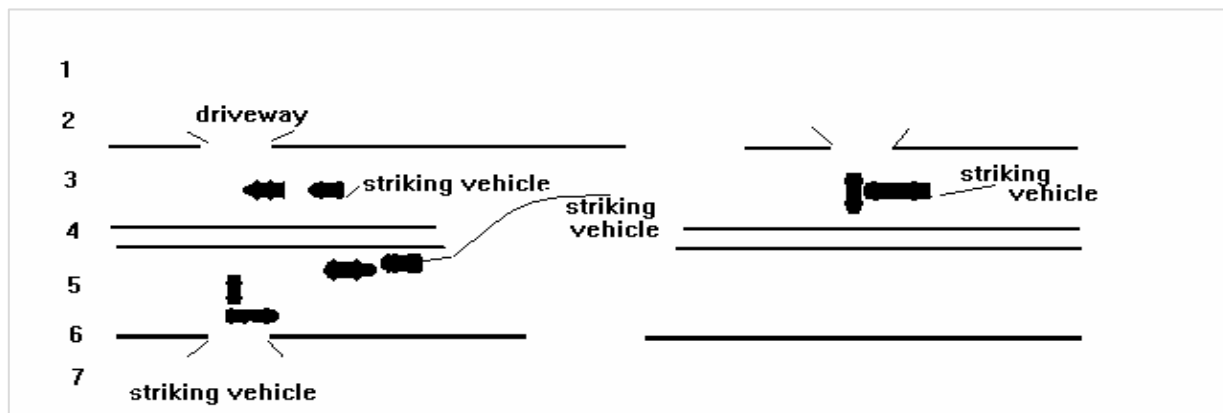 1
driveway
2
3
striking vehicle
striking
vehicle
striking
vehicle
4
5
6
7
striking vehicle